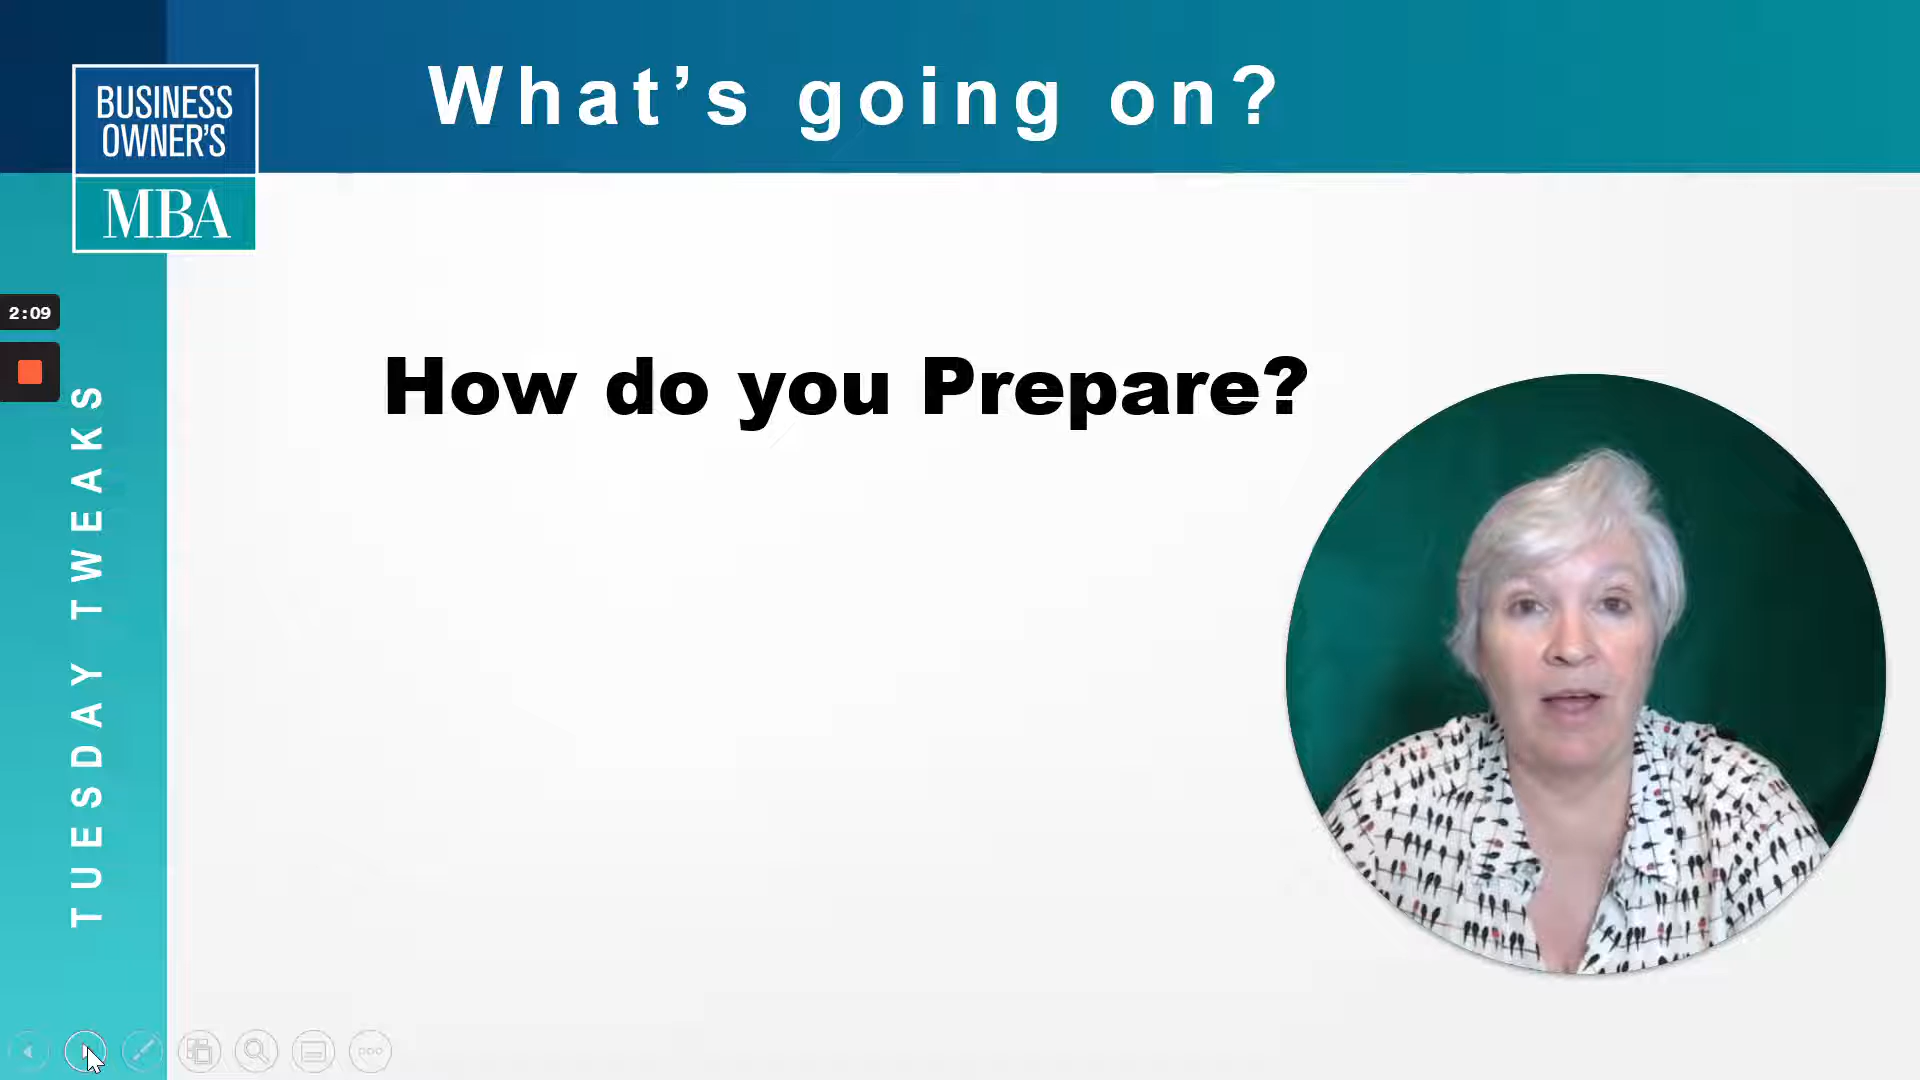 What's going on?
BUSINESS
OWNER'S
MBA
2:09
How do you Prepare?
TUESDAY TWEAKS